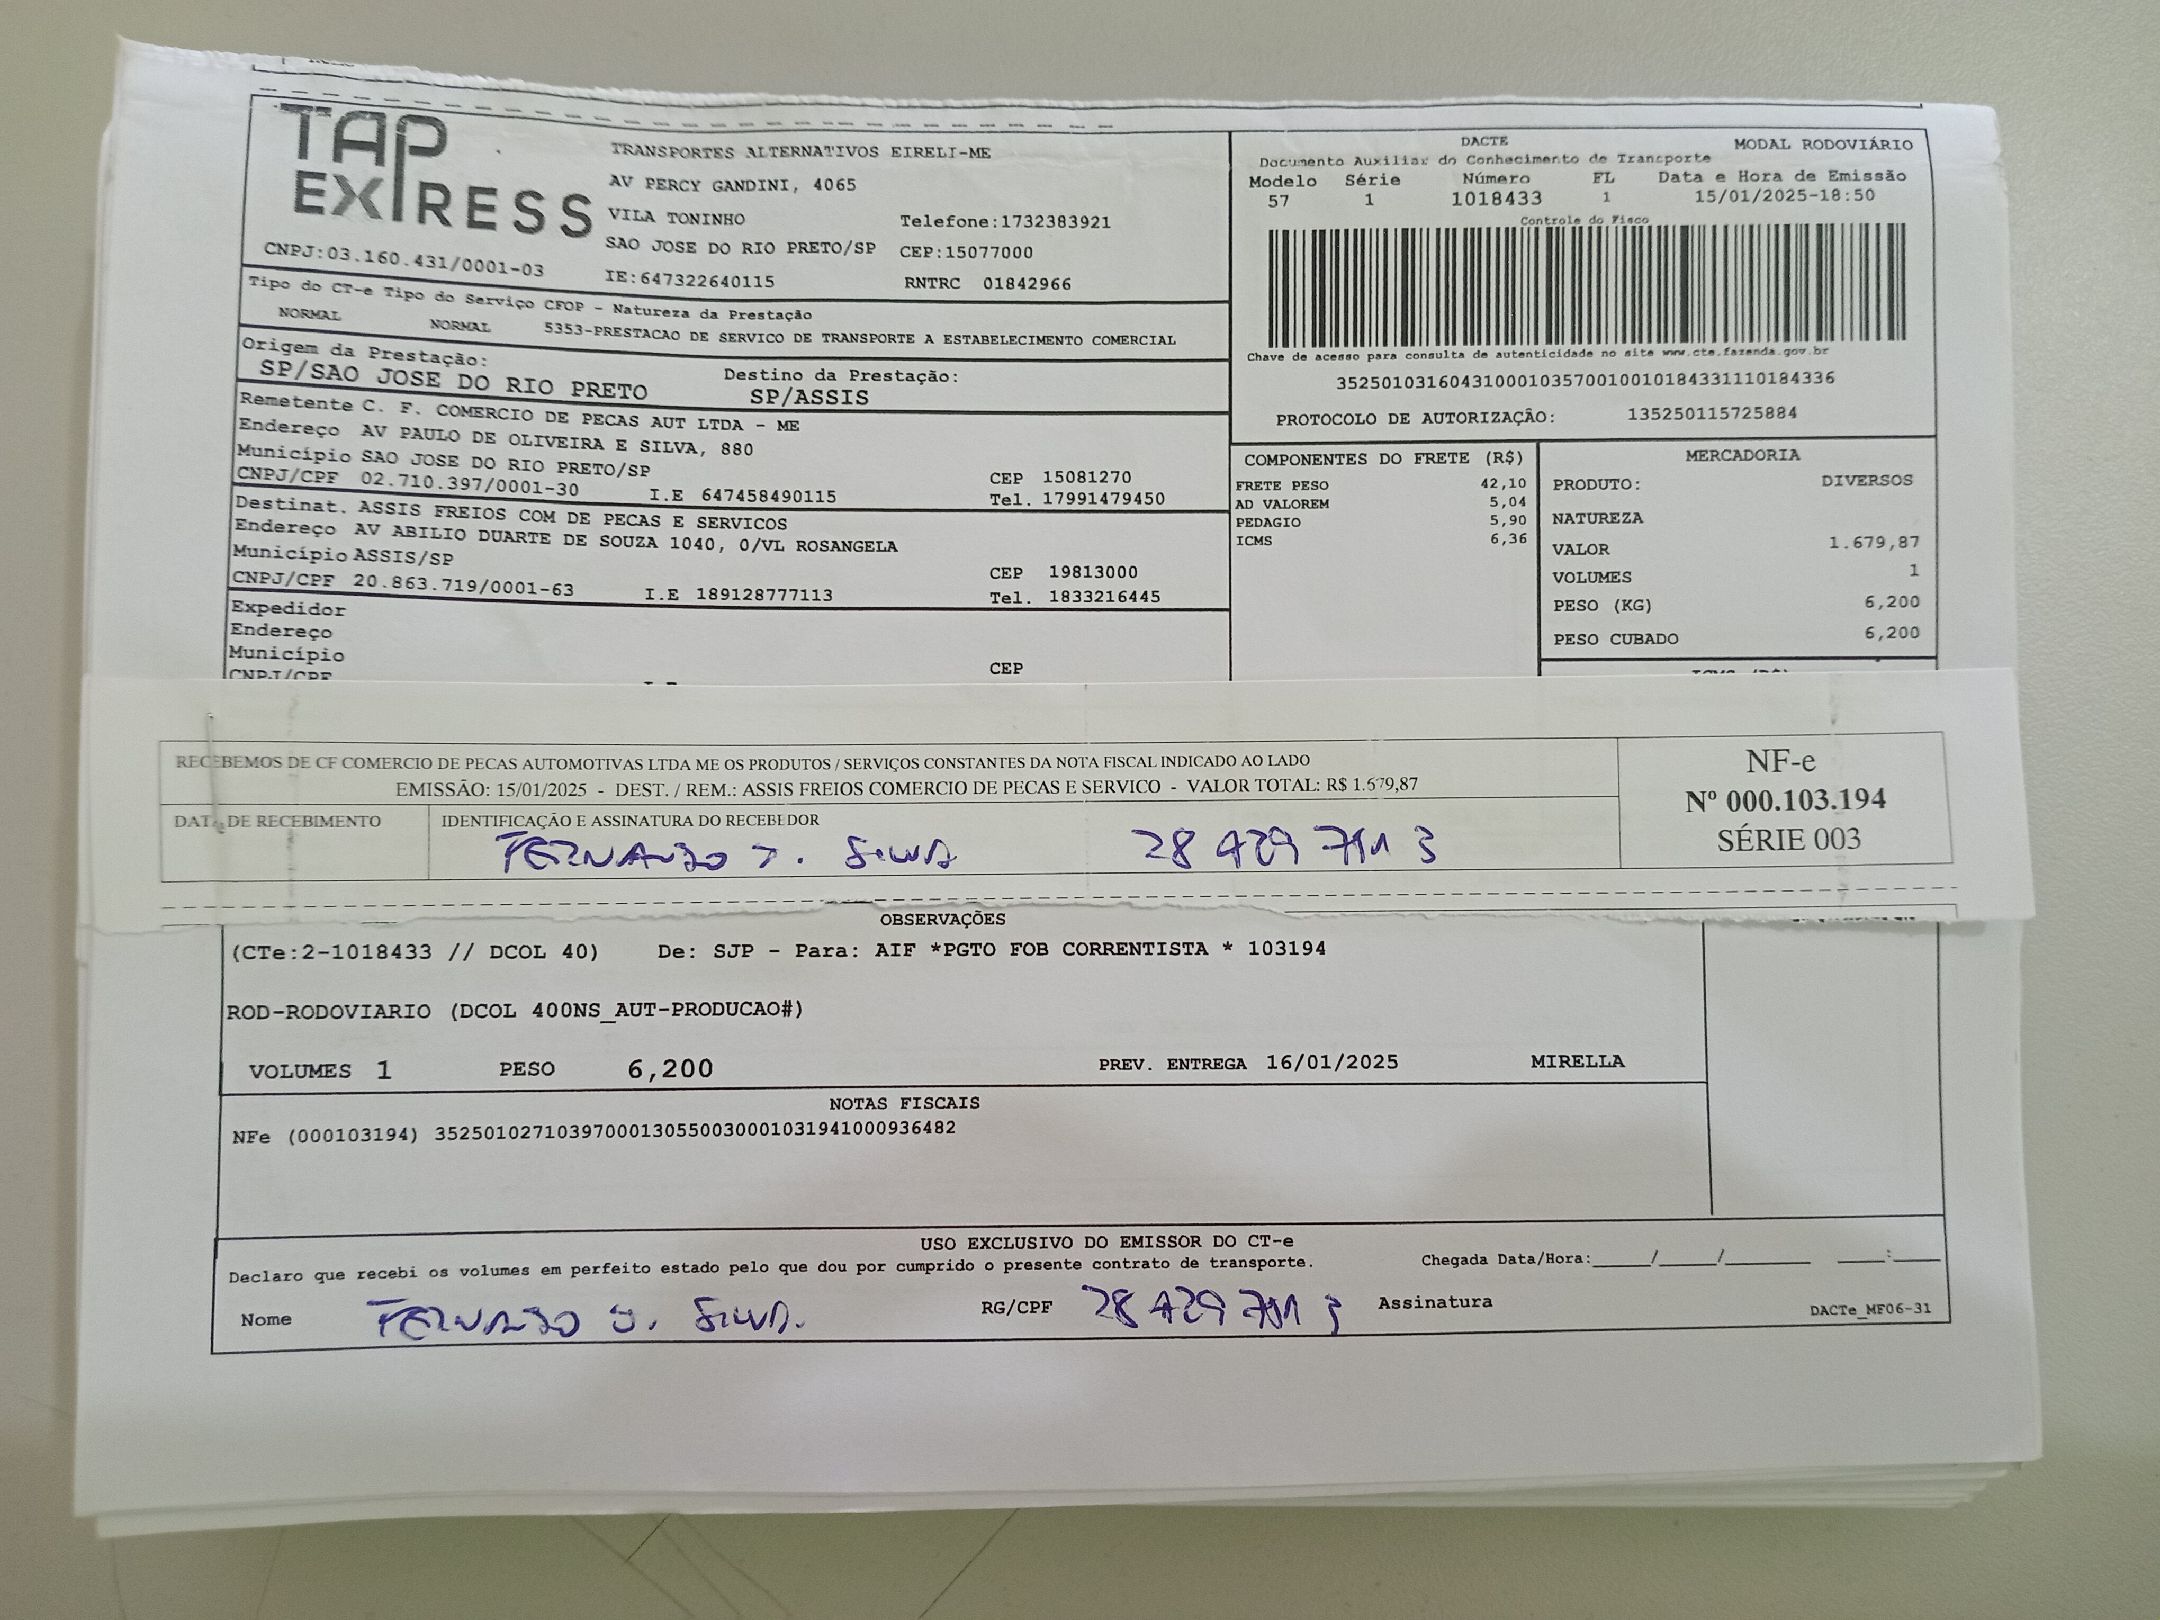 TAP
EXPRESS
CNPJ:03.160.431/0001-03
TRANSPORTES ALTERNATIVOS EIRELI-ME
AV PERCY GANDINI, 4065
VILA TONINHO Telefone:1732383921
SAO JOSE DO RIO PRETO/SP CEP:15077000
IE:647322640115 RNTRC 01842966
DACTE MODAL RODOVIÁRIO
Documento Auxiliar do Conhecimento de Transporte
Modelo Série Número FL Data e Hora de Emissão
57 1 1018433 1 15/01/2025-18:50
Controle do Fisco
Chave de acesso para consulta de autenticidade no site www.cte.fazenda.gov.br
35250103160431000103570010010184331110184336
PROTOCOLO DE AUTORIZAÇÃO: 135250115725884
Tipo do CT-e Tipo do Serviço CFOP - Natureza da Prestação
NORMAL NORMAL 5353-PRESTACAO DE SERVICO DE TRANSPORTE A ESTABELECIMENTO COMERCIAL
Origem da Prestação: Destino da Prestação:
SP/SAO JOSE DO RIO PRETO SP/ASSIS
Remetente C. F. COMERCIO DE PECAS AUT LTDA - ME
Endereço AV PAULO DE OLIVEIRA E SILVA, 880
Município SAO JOSE DO RIO PRETO/SP CEP 15081270
CNPJ/CPF 02.710.397/0001-30 I.E 647458490115 Tel. 17991479450
Destinat. ASSIS FREIOS COM DE PECAS E SERVICOS
Endereço AV ABILIO DUARTE DE SOUZA 1040, 0/VL ROSANGELA
Município ASSIS/SP CEP 19813000
CNPJ/CPF 20.863.719/0001-63 I.E 189128777113 Tel. 1833216445
Expedidor
Endereço
Município CEP
CNPJ/CPF
COMPONENTES DO FRETE (R$)
FRETE PESO 42,10
AD VALOREM 5,04
PEDAGIO 5,90
ICMS 6,36
MERCADORIA
PRODUTO: DIVERSOS
NATUREZA
VALOR 1.679,87
VOLUMES 1
PESO (KG) 6,200
PESO CUBADO 6,200
RECEBEMOS DE CF COMERCIO DE PECAS AUTOMOTIVAS LTDA ME OS PRODUTOS / SERVIÇOS CONSTANTES DA NOTA FISCAL INDICADO AO LADO
EMISSÃO: 15/01/2025 - DEST. / REM.: ASSIS FREIOS COMERCIO DE PECAS E SERVICO - VALOR TOTAL: R$ 1.679,87
DATA DE RECEBIMENTO IDENTIFICAÇÃO E ASSINATURA DO RECEBEDOR
FERNANDO J. SILVA 28 429 711 3
NF-e
Nº 000.103.194
SÉRIE 003
OBSERVAÇÕES
(CTe:2-1018433 // DCOL 40) De: SJP - Para: AIF *PGTO FOB CORRENTISTA * 103194
ROD-RODOVIARIO (DCOL 400NS_AUT-PRODUCAO#)
VOLUMES 1 PESO 6,200 PREV. ENTREGA 16/01/2025 MIRELLA
NOTAS FISCAIS
NFe (000103194) 35250102710397000130550030001031941000936482
USO EXCLUSIVO DO EMISSOR DO CT-e
Declaro que recebi os volumes em perfeito estado pelo que dou por cumprido o presente contrato de transporte. Chegada Data/Hora:____/____/______ ____:____
Nome FERNANDO J. SILVA. RG/CPF 28 429 711 3 Assinatura DACTe_MF06-31